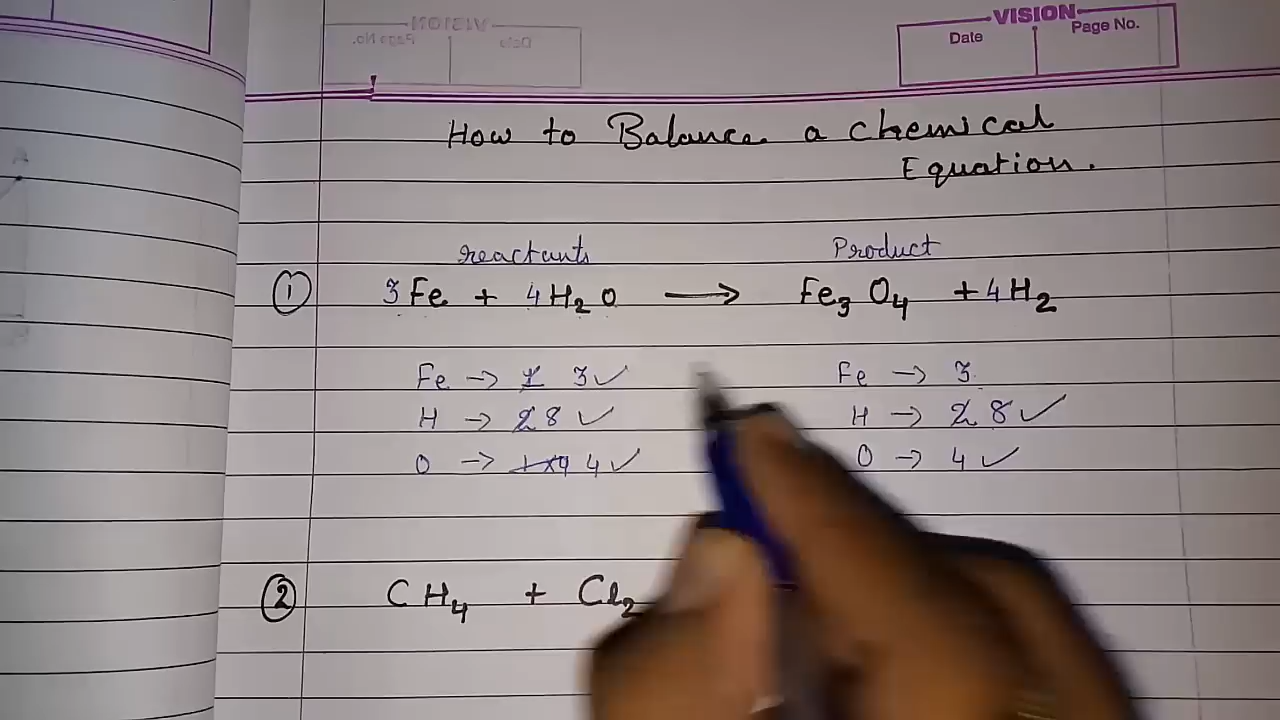 VISION
Date Page No.
How to Balance a chemical
Equation.
reactants Product
① 3Fe + 4H₂O ⟶ Fe₃O₄ + 4H₂
Fe → 1 3✓ Fe → 3
H → 2 8 ✓ H → 2 8 ✓
O → 1×4 4✓ O → 4 ✓
② CH₄ + Cl₂